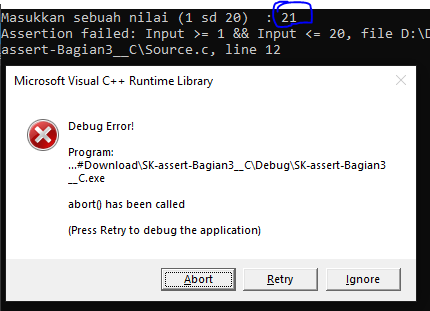 Masukkan sebuah nilai (1 sd 20)  : 21
Assertion failed: Input >= 1 && Input <= 20, file D:\D
assert-Bagian3__C\Source.c, line 12
Microsoft Visual C++ Runtime Library
Debug Error!
Program:
...#Download\SK-assert-Bagian3__C\Debug\SK-assert-Bagian3
__C.exe
abort() has been called
(Press Retry to debug the application)
Abort Retry Ignore